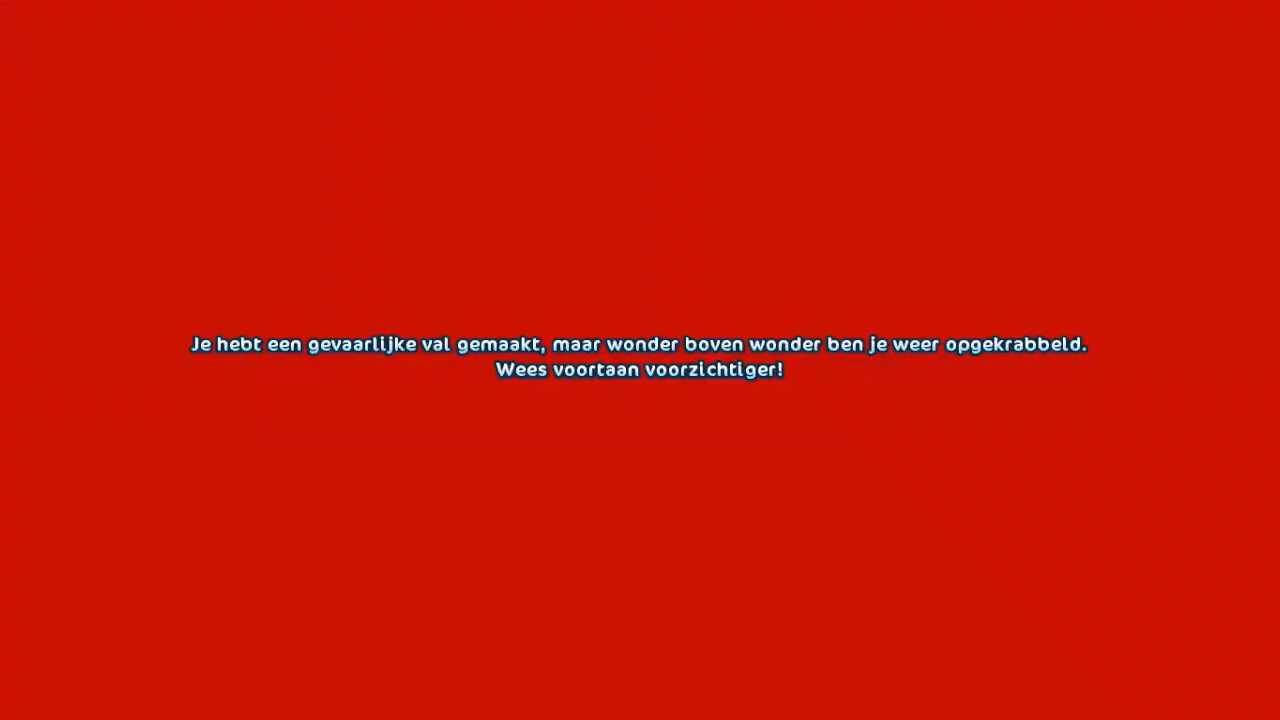 Je hebt een gevaarlijke val gemaakt, maar wonder boven wonder ben je weer opgekrabbeld.
Wees voortaan voorzichtiger!